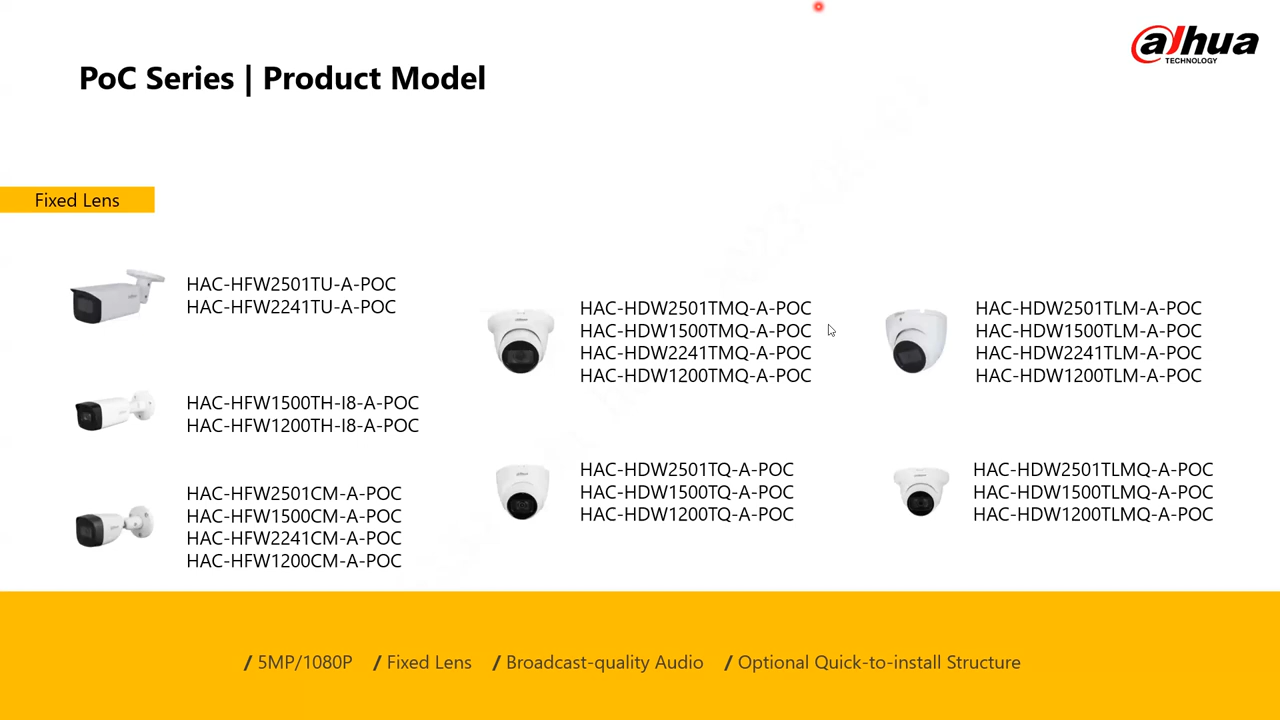 alhua
TECHNOLOGY
PoC Series | Product Model
Fixed Lens
HAC-HFW2501TU-A-POC
HAC-HFW2241TU-A-POC
HAC-HFW1500TH-I8-A-POC
HAC-HFW1200TH-I8-A-POC
HAC-HFW2501CM-A-POC
HAC-HFW1500CM-A-POC
HAC-HFW2241CM-A-POC
HAC-HFW1200CM-A-POC
HAC-HDW2501TMQ-A-POC
HAC-HDW1500TMQ-A-POC
HAC-HDW2241TMQ-A-POC
HAC-HDW1200TMQ-A-POC
HAC-HDW2501TQ-A-POC
HAC-HDW1500TQ-A-POC
HAC-HDW1200TQ-A-POC
HAC-HDW2501TLM-A-POC
HAC-HDW1500TLM-A-POC
HAC-HDW2241TLM-A-POC
HAC-HDW1200TLM-A-POC
HAC-HDW2501TLMQ-A-POC
HAC-HDW1500TLMQ-A-POC
HAC-HDW1200TLMQ-A-POC
/ 5MP/1080P / Fixed Lens / Broadcast-quality Audio / Optional Quick-to-install Structure